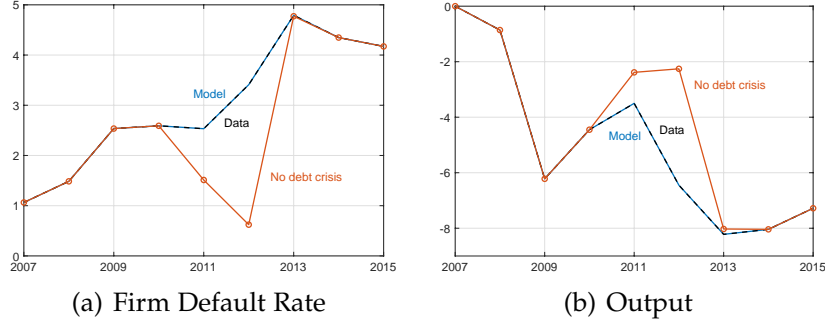 5
4
3
2
1
0
Model
Data
No debt crisis
2007 2009 2011 2013 2015
(a) Firm Default Rate
0
-2
-4
-6
-8
No debt crisis
Data
Model
2007 2009 2011 2013 2015
(b) Output